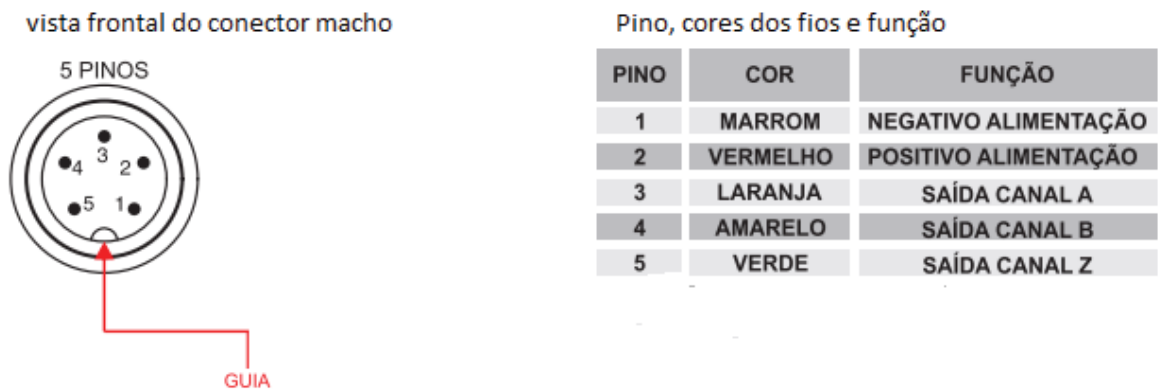 vista frontal do conector macho
5 PINOS
3
4
2
5
1
GUIA
Pino, cores dos fios e função
PINO COR FUNÇÃO
1 MARROM NEGATIVO ALIMENTAÇÃO
2 VERMELHO POSITIVO ALIMENTAÇÃO
3 LARANJA SAÍDA CANAL A
4 AMARELO SAÍDA CANAL B
5 VERDE SAÍDA CANAL Z